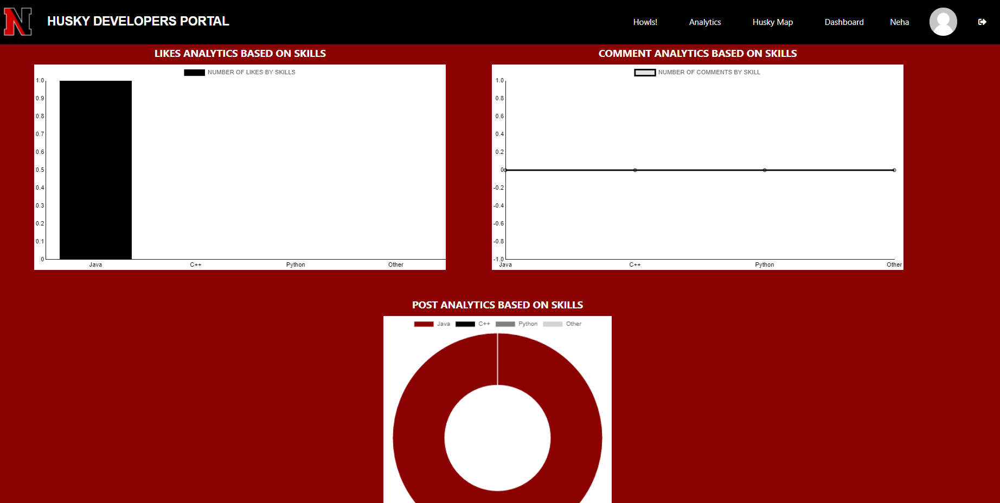 N
HUSKY DEVELOPERS PORTAL
Howls! Analytics Husky Map Dashboard Neha
LIKES ANALYTICS BASED ON SKILLS
NUMBER OF LIKES BY SKILLS
1.0
0.9
0.8
0.7
0.6
0.5
0.4
0.3
0.2
0.1
0
Java C++ Python Other
COMMENT ANALYTICS BASED ON SKILLS
NUMBER OF COMMENTS BY SKILL
1.0
0.8
0.6
0.4
0.2
0
-0.2
-0.4
-0.6
-0.8
-1.0
Java C++ Python Other
POST ANALYTICS BASED ON SKILLS
Java C++ Python Other